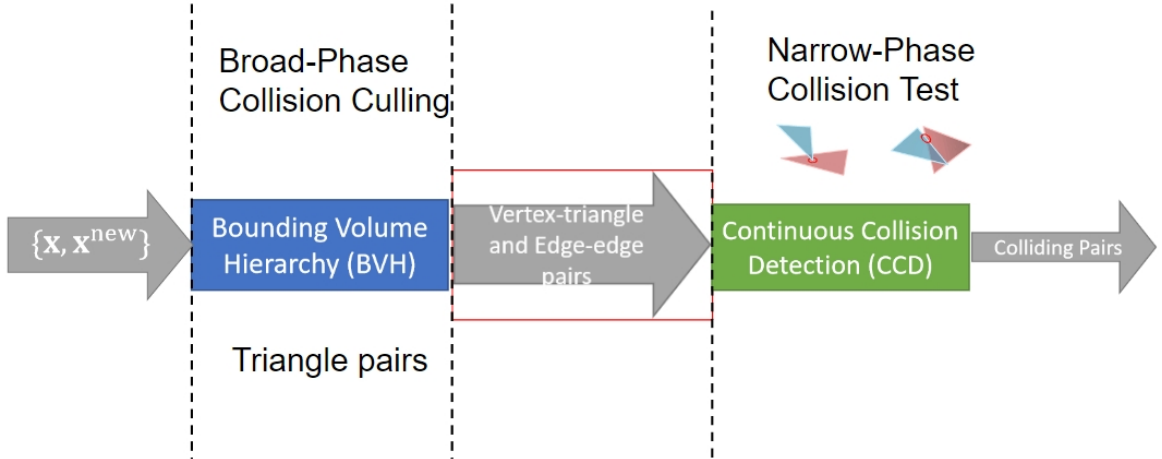 Broad-Phase
Collision Culling
Narrow-Phase
Collision Test
{x, x^new}
Bounding Volume
Hierarchy (BVH)
Vertex-triangle
and Edge-edge
pairs
Continuous Collision
Detection (CCD)
Colliding Pairs
Triangle pairs